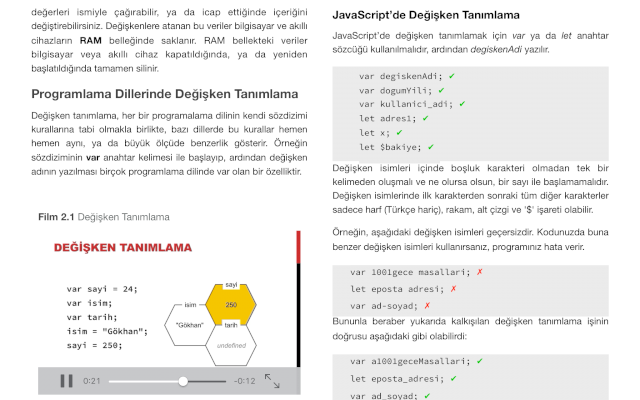 değerleri ismiyle çağırabilir, ya da icap ettiğinde içeriğini
değiştirebilirsiniz. Değişkenlere atanan bu veriler bilgisayar ve akıllı
cihazların RAM belleğinde saklanır. RAM bellekteki veriler
bilgisayar veya akıllı cihaz kapatıldığında, ya da yeniden
başlatıldığında tamamen silinir.
Programlama Dillerinde Değişken Tanımlama
Değişken tanımlama, her bir programalama dilinin kendi sözdizimi
kurallarına tabi olmakla birlikte, bazı dillerde bu kurallar hemen
hemen aynı, ya da büyük ölçüde benzerlik gösterir. Örneğin
sözdiziminin var anahtar kelimesi ile başlayıp, ardından değişken
adının yazılması birçok programlama dilinde var olan bir özelliktir.
Film 2.1 Değişken Tanımlama
DEĞİŞKEN TANIMLAMA
var sayi = 24;
var isim;
var tarih;
isim = "Gökhan";
sayi = 250;
sayi
250
isim
"Gökhan"
tarih
undefined
0:21
-0:12
JavaScript'de Değişken Tanımlama
JavaScript'de değişken tanımlamak için var ya da let anahtar
sözcüğü kullanılmalıdır, ardından degiskenAdi yazılır.
var degiskenAdi; ✓
var dogumYili; ✓
var kullanici_adi; ✓
let adres1; ✓
let x; ✓
let $bakiye; ✓
Değişken isimleri içinde boşluk karakteri olmadan tek bir
kelimeden oluşmalı ve ne olursa olsun, bir sayı ile başlamamalıdır.
Değişken isimlerinde ilk karakterden sonraki tüm diğer karakterler
sadece harf (Türkçe hariç), rakam, alt çizgi ve '$' işareti olabilir.
Örneğin, aşağıdaki değişken isimleri geçersizdir. Kodunuzda buna
benzer değişken isimleri kullanırsanız, programınız hata verir.
var 1001gece masallari; ✗
let eposta adresi; ✗
var ad-soyad; ✗
Bununla beraber yukarıda kalkışılan değişken tanımlama işinin
doğrusu aşağıdaki gibi olabilirdi:
var a1001geceMasallari; ✓
let eposta_adresi; ✓
var ad_soyad; ✓